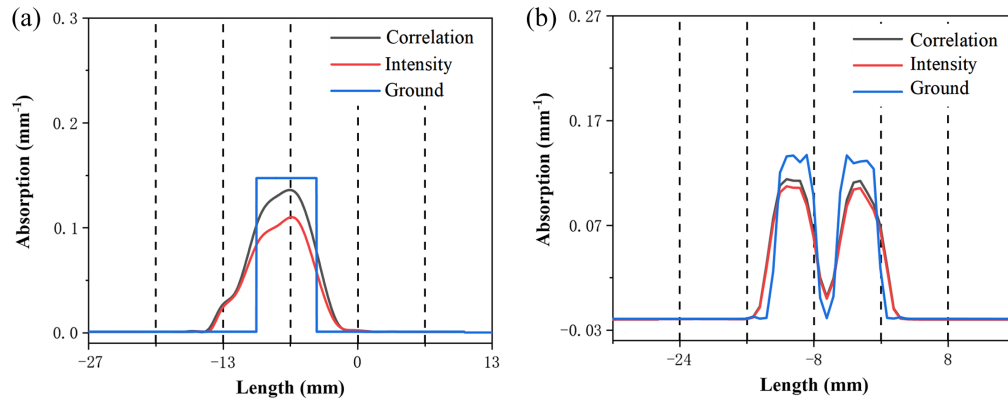 (a)
0.3
0.2
0.1
0.0
Absorption (mm-1)
Correlation
Intensity
Ground
-27
-13
0
13
Length (mm)
(b)
0.27
0.17
0.07
-0.03
Absorption (mm-1)
Correlation
Intensity
Ground
-24
-8
8
Length (mm)